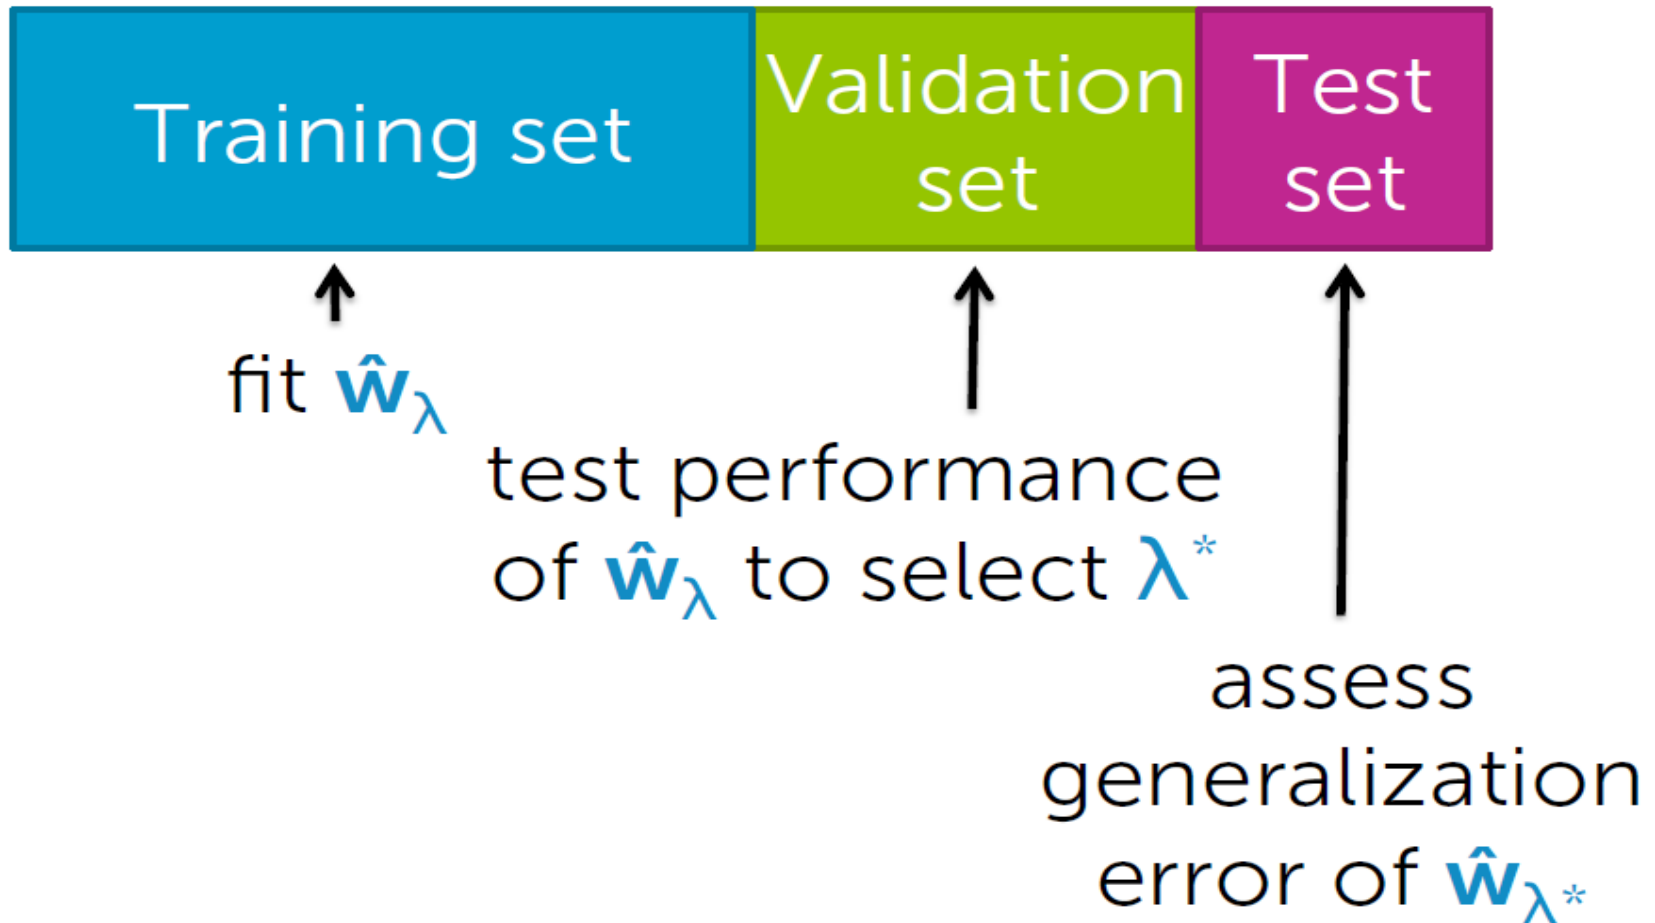 Training set
Validation
set
Test
set
fit ŵλ
test performance
of ŵλ to select λ*
assess
generalization
error of ŵλ*